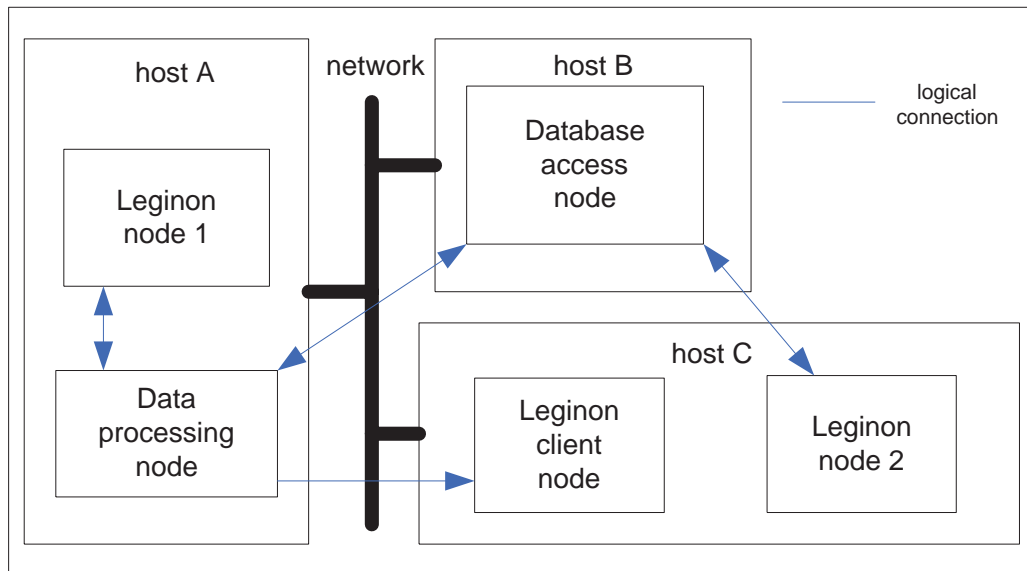 host A
network
host B
logical
connection
Database
access
node
Leginon
node 1
host C
Data
processing
node
Leginon
client
node
Leginon
node 2